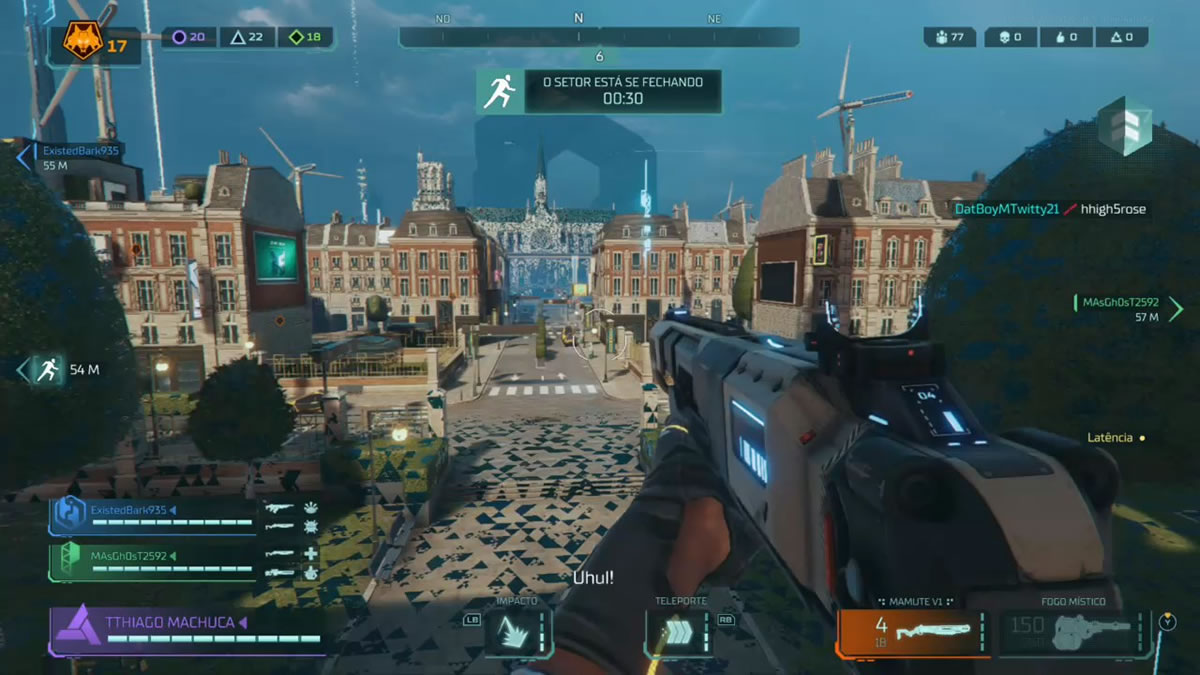 17
20
22
18
NO
N
NE
6
77
0
0
0
O SETOR ESTÁ SE FECHANDO
00:30
ExistedBark935
55 M
DatBoyMTwitty21 hhigh5rose
MAsGh0sT2592
57 M
54 M
04
Latência
ExistedBark935
MAsGh0sT2592
TTHIAGO MACHUCA
Uhul!
IMPACTO
LB
TELEPORTE
RB
MAMUTE V1
4
18
FOGO MÍSTICO
150